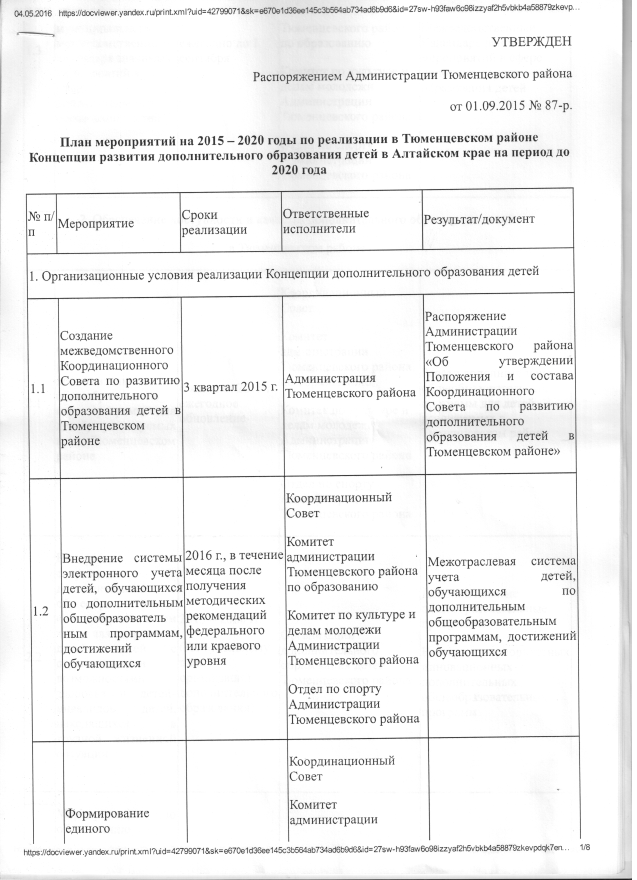 04.05.2016 https://docviewer.yandex.ru/print.xml?uid=42799071&sk=e670e1d36ee145c3b564ab734ad6b9d6&id=27sw-h93faw6o98izzyaf2h5vbkb4a58879zkevp...
УТВЕРЖДЕН
Распоряжением Администрации Тюменцевского района
от 01.09.2015 № 87-р.
План мероприятий на 2015 – 2020 годы по реализации в Тюменцевском районе
Концепции развития дополнительного образования детей в Алтайском крае на период до
2020 года
№ п/
п
Мероприятие
Сроки
реализации
Ответственные
исполнители
Результат/документ
1. Организационные условия реализации Концепции дополнительного образования детей
1.1
Создание
межведомственного
Координационного
Совета по развитию
дополнительного
образования детей в
Тюменцевском
районе
3 квартал 2015 г.
Администрация
Тюменцевского района
Распоряжение
Администрации
Тюменцевского района
«Об утверждении
Положения и состава
Координационного
Совета по развитию
дополнительного
образования детей в
Тюменцевском районе»
1.2
Внедрение системы
электронного учета
детей, обучающихся
по дополнительным
общеобразователь
ным программам,
достижений
обучающихся
2016 г., в течение
месяца после
получения
методических
рекомендаций
федерального
или краевого
уровня
Координационный
Совет
Комитет
администрации
Тюменцевского района
по образованию
Комитет по культуре и
делам молодежи
Администрации
Тюменцевского района
Отдел по спорту
Администрации
Тюменцевского района
Межотраслевая система
учета детей,
обучающихся по
дополнительным
общеобразовательным
программам, достижений
обучающихся
Формирование
единого
Координационный
Совет
Комитет
администрации
https://docviewer.yandex.ru/print.xml?uid=42799071&sk=e670e1d36ee145c3b564ab734ad6b9d6&id=27sw-h93faw6o98izzyaf2h5vbkb4a58879zkevpdqk7en... 1/8